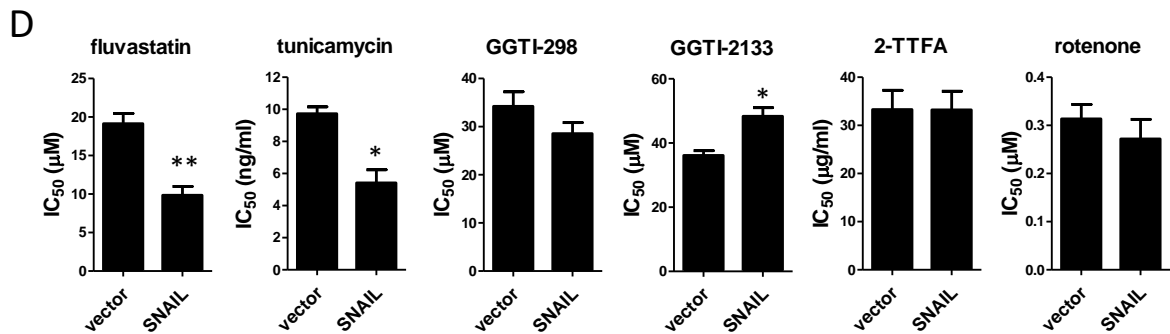 D
fluvastatin
IC50 (µM)
25
20
15
10
5
0
**
vector
SNAIL
tunicamycin
IC50 (ng/ml)
12
10
8
6
4
2
0
*
vector
SNAIL
GGTI-298
IC50 (µM)
40
30
20
10
0
vector
SNAIL
GGTI-2133
IC50 (µM)
60
40
20
0
*
vector
SNAIL
2-TTFA
IC50 (µg/ml)
40
30
20
10
0
vector
SNAIL
rotenone
IC50 (µM)
0.4
0.3
0.2
0.1
0.0
vector
SNAIL